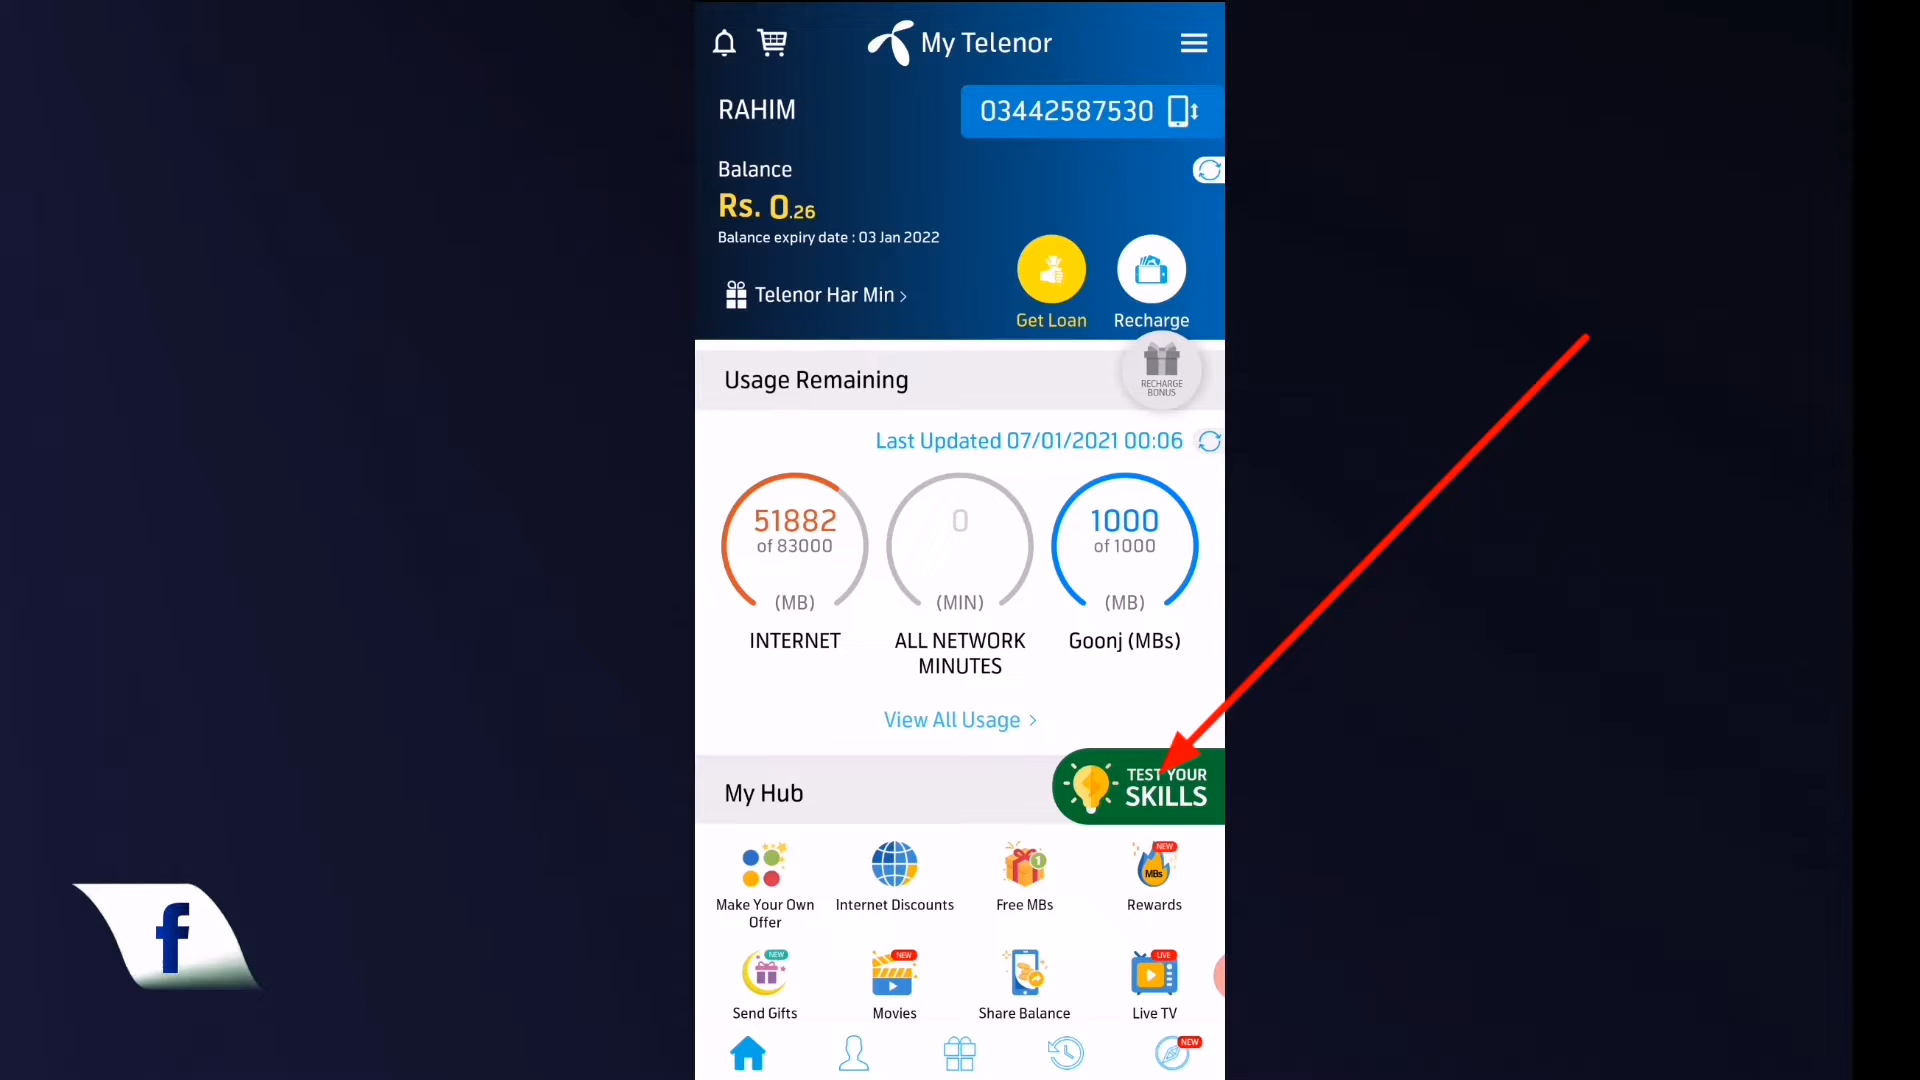 My Telenor
RAHIM
03442587530
Balance
Rs. 0.26
Balance expiry date : 03 Jan 2022
Telenor Har Min >
Get Loan
Recharge
Usage Remaining
RECHARGE
BONUS
Last Updated 07/01/2021 00:06
51882
of 83000
(MB)
INTERNET
0
(MIN)
ALL NETWORK
MINUTES
1000
of 1000
(MB)
Goonj (MBs)
View All Usage >
My Hub
TEST YOUR
SKILLS
Make Your Own
Offer
Internet Discounts
1
Free MBs
NEW
MBs
Rewards
NEW
Send Gifts
NEW
Movies
Share Balance
LIVE
Live TV
NEW
f